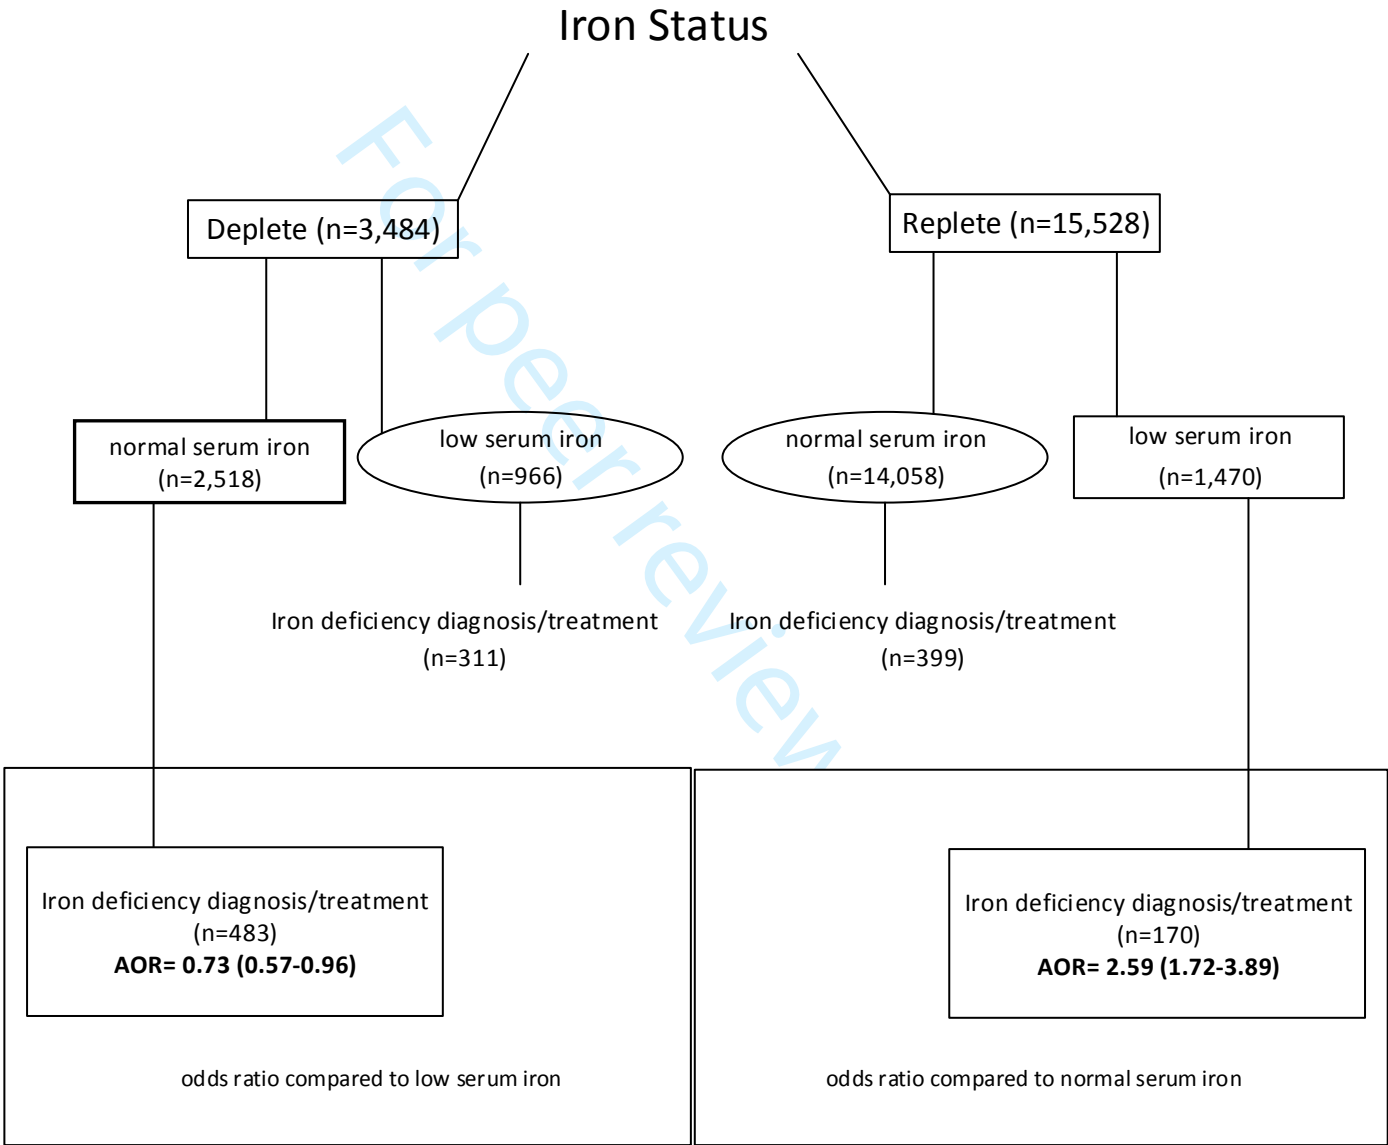 Iron Status
Deplete (n=3,484)
Replete (n=15,528)
normal serum iron
(n=2,518)
low serum iron
(n=966)
normal serum iron
(n=14,058)
low serum iron
(n=1,470)
Iron deficiency diagnosis/treatment
(n=311)
Iron deficiency diagnosis/treatment
(n=399)
Iron deficiency diagnosis/treatment
(n=483)
AOR= 0.73 (0.57-0.96)
Iron deficiency diagnosis/treatment
(n=170)
AOR= 2.59 (1.72-3.89)
odds ratio compared to low serum iron
odds ratio compared to normal serum iron
For peer review